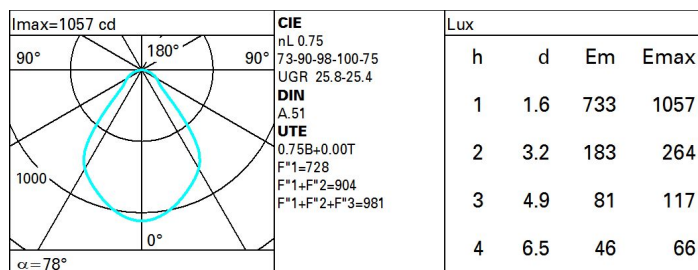 Imax=1057 cd
90° 180° 90°
1000
0°
α=78°
CIE
nL 0.75
73-90-98-100-75
UGR 25.8-25.4
DIN
A.51
UTE
0.75B+0.00T
F"1=728
F"1+F"2=904
F"1+F"2+F"3=981
Lux
h d Em Emax
1 1.6 733 1057
2 3.2 183 264
3 4.9 81 117
4 6.5 46 66